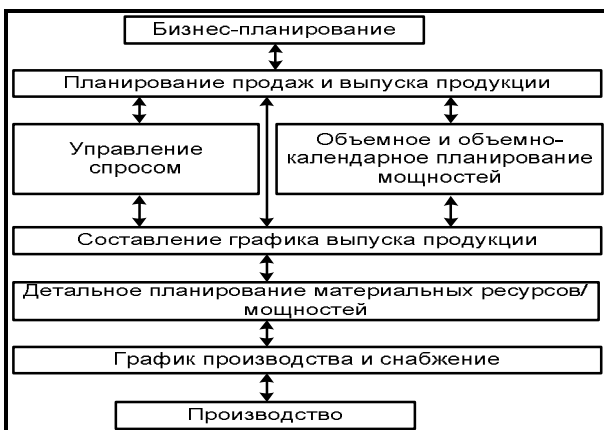 Бизнес-планирование
Планирование продаж и выпуска продукции
Управление
спросом
Объемное и объемно-
календарное планирование
мощностей
Составление графика выпуска продукции
Детальное планирование материальных ресурсов/
мощностей
График производства и снабжение
Производство